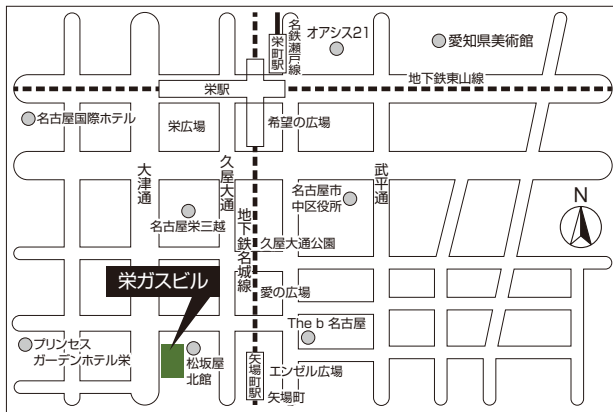 名鉄瀬戸線
栄町駅
オアシス21
愛知県美術館
地下鉄東山線
栄駅
名古屋国際ホテル
栄広場
希望の広場
大津通
久屋大通
武平通
名古屋市
中区役所
N
名古屋栄三越
地下鉄名城線
久屋大通公園
栄ガスビル
愛の広場
The b 名古屋
プリンセス
ガーデンホテル栄
松坂屋
北館
矢場町駅
エンゼル広場
矢場町